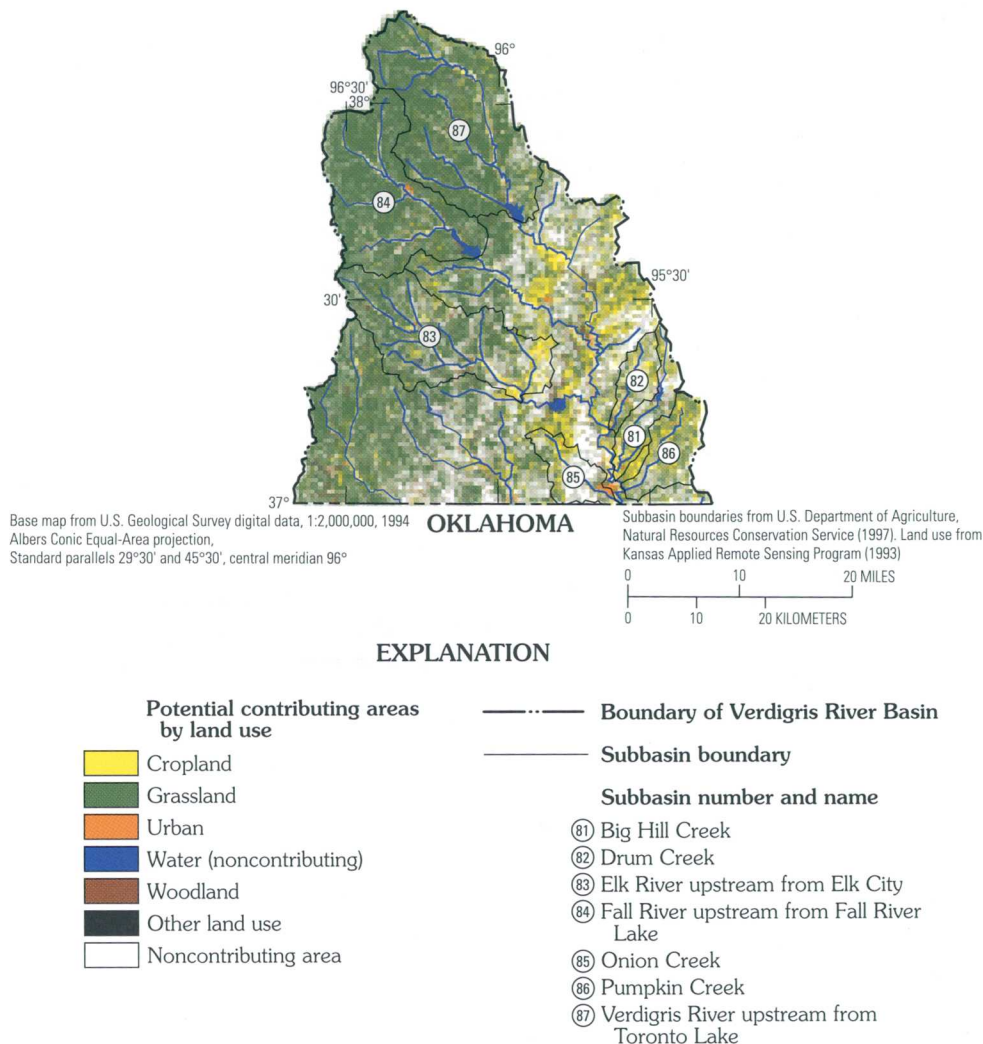 96°
96°30'
38°
87
84
95°30'
30'
83
82
81
86
85
37°
OKLAHOMA
Base map from U.S. Geological Survey digital data, 1:2,000,000, 1994
Albers Conic Equal-Area projection,
Standard parallels 29°30' and 45°30', central meridian 96°
Subbasin boundaries from U.S. Department of Agriculture,
Natural Resources Conservation Service (1997). Land use from
Kansas Applied Remote Sensing Program (1993)
0 10 20 MILES
0 10 20 KILOMETERS
EXPLANATION
Potential contributing areas
by land use
Cropland
Grassland
Urban
Water (noncontributing)
Woodland
Other land use
Noncontributing area
Boundary of Verdigris River Basin
Subbasin boundary
Subbasin number and name
81 Big Hill Creek
82 Drum Creek
83 Elk River upstream from Elk City
84 Fall River upstream from Fall River
Lake
85 Onion Creek
86 Pumpkin Creek
87 Verdigris River upstream from
Toronto Lake